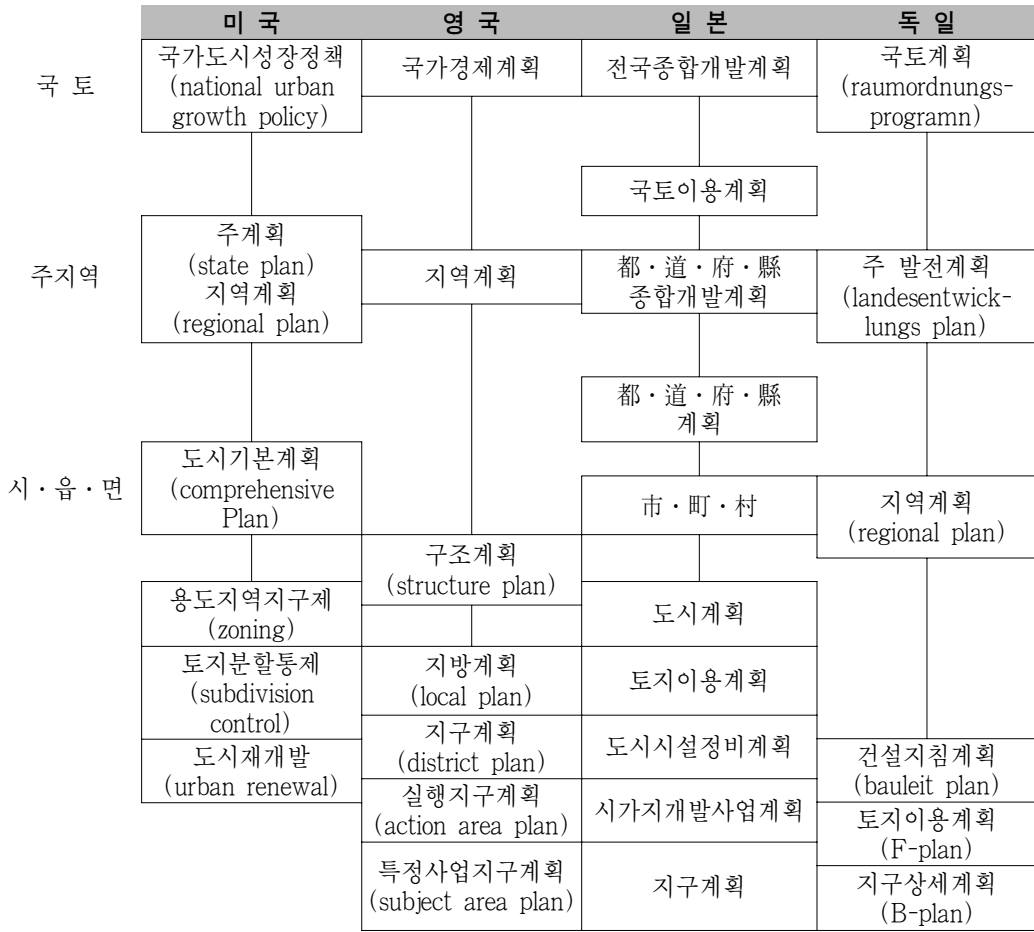 미 국 영 국 일 본 독 일
국 토
국가도시성장정책
(national urban
growth policy)
국가경제계획
전국종합개발계획
국토계획
(raumordnungs-
programn)
국토이용계획
주지역
주계획
(state plan)
지역계획
(regional plan)
지역계획
都・道・府・縣
종합개발계획
주 발전계획
(landesentwick-
lungs plan)
都・道・府・縣
계획
시・읍・면
도시기본계획
(comprehensive
Plan)
市・町・村
지역계획
(regional plan)
구조계획
(structure plan)
용도지역지구제
(zoning)
도시계획
토지분할통제
(subdivision
control)
지방계획
(local plan)
토지이용계획
도시재개발
(urban renewal)
지구계획
(district plan)
도시시설정비계획
건설지침계획
(bauleit plan)
실행지구계획
(action area plan)
시가지개발사업계획
토지이용계획
(F-plan)
특정사업지구계획
(subject area plan)
지구계획
지구상세계획
(B-plan)